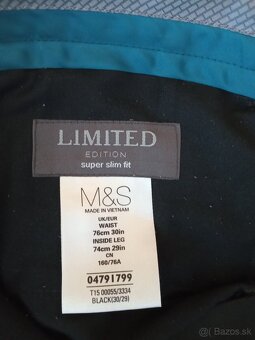 LIMITED
EDITION
super slim fit
M&S
MADE IN VIETNAM
UK/EUR
WAIST
76cm 30in
INSIDE LEG
74cm 29in
CN
160/76A
04791799
T15 00055/3334
BLACK(30/29)
Bazos.sk